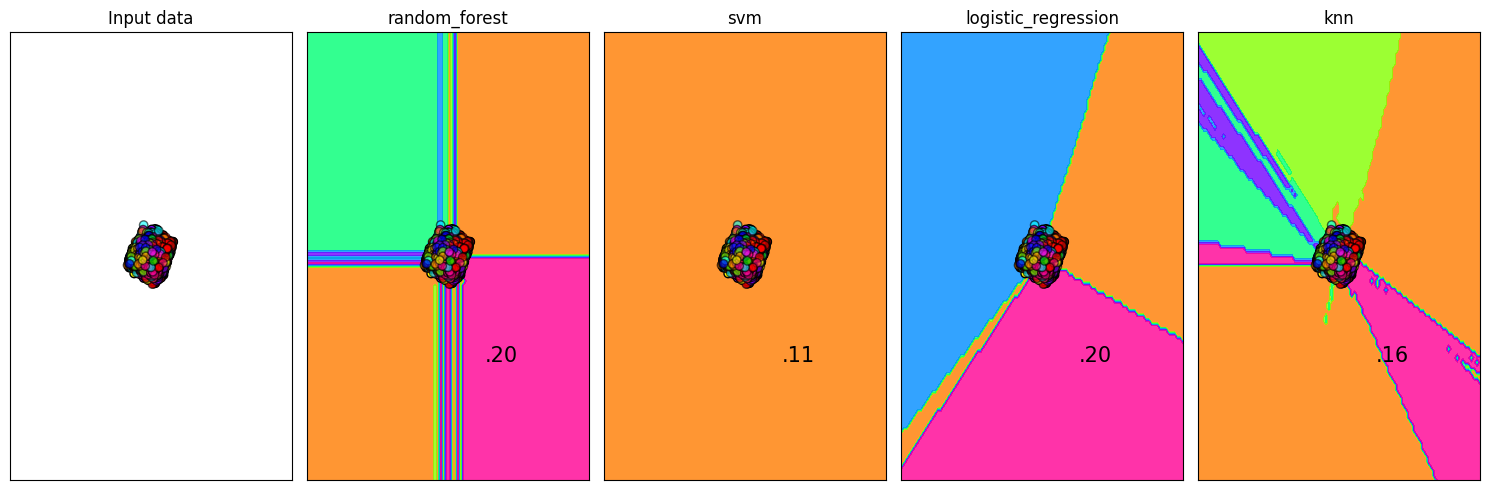 Input data
random_forest
svm
logistic_regression
knn
.20
.11
.20
.16